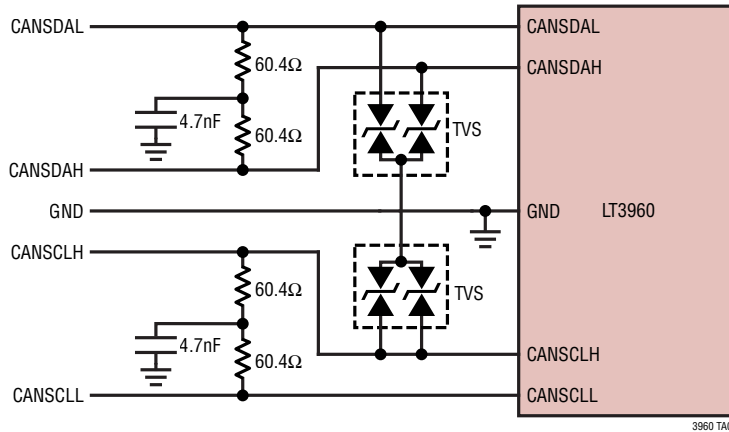 CANSDAL
CANSDAL
60.4Ω
CANSDAH
4.7nF
TVS
60.4Ω
CANSDAH
GND
GND
LT3960
CANSCLH
60.4Ω
TVS
4.7nF
60.4Ω
CANSCLH
CANSCLL
CANSCLL
3960 TA0